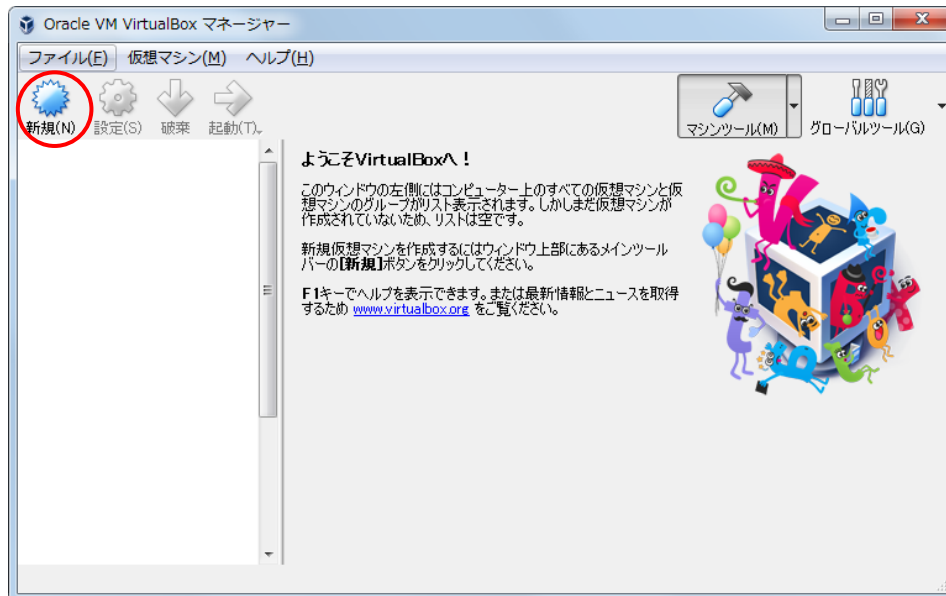 Oracle VM VirtualBox マネージャー
ファイル(F) 仮想マシン(M) ヘルプ(H)
新規(N) 設定(S) 破棄 起動(T) マシンツール(M) グローバルツール(G)
ようこそVirtualBoxへ！
このウィンドウの左側にはコンピューター上のすべての仮想マシンと仮
想マシンのグループがリスト表示されます。しかしまだ仮想マシンが
作成されていないため、リストは空です。
新規仮想マシンを作成するにはウィンドウ上部にあるメインツール
バーの[新規]ボタンをクリックしてください。
F1キーでヘルプを表示できます。または最新情報とニュースを取得
するため www.virtualbox.org をご覧ください。